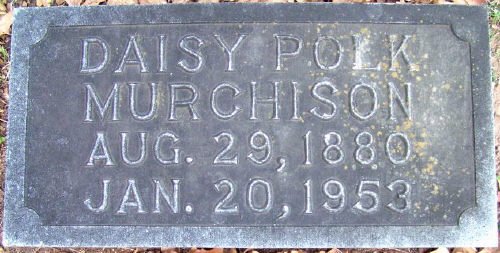 DAISY POLK
MURCHISON
AUG. 29, 1880
JAN. 20, 1953